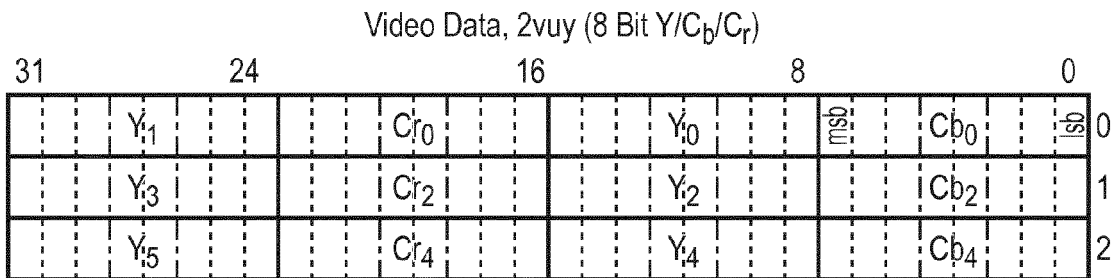 Video Data, 2vuy (8 Bit Y/Cb/Cr)
31 24 16 8 0
Y1 Cr0 Y0 msb Cb0 lsb 0
Y3 Cr2 Y2 Cb2 1
Y5 Cr4 Y4 Cb4 2